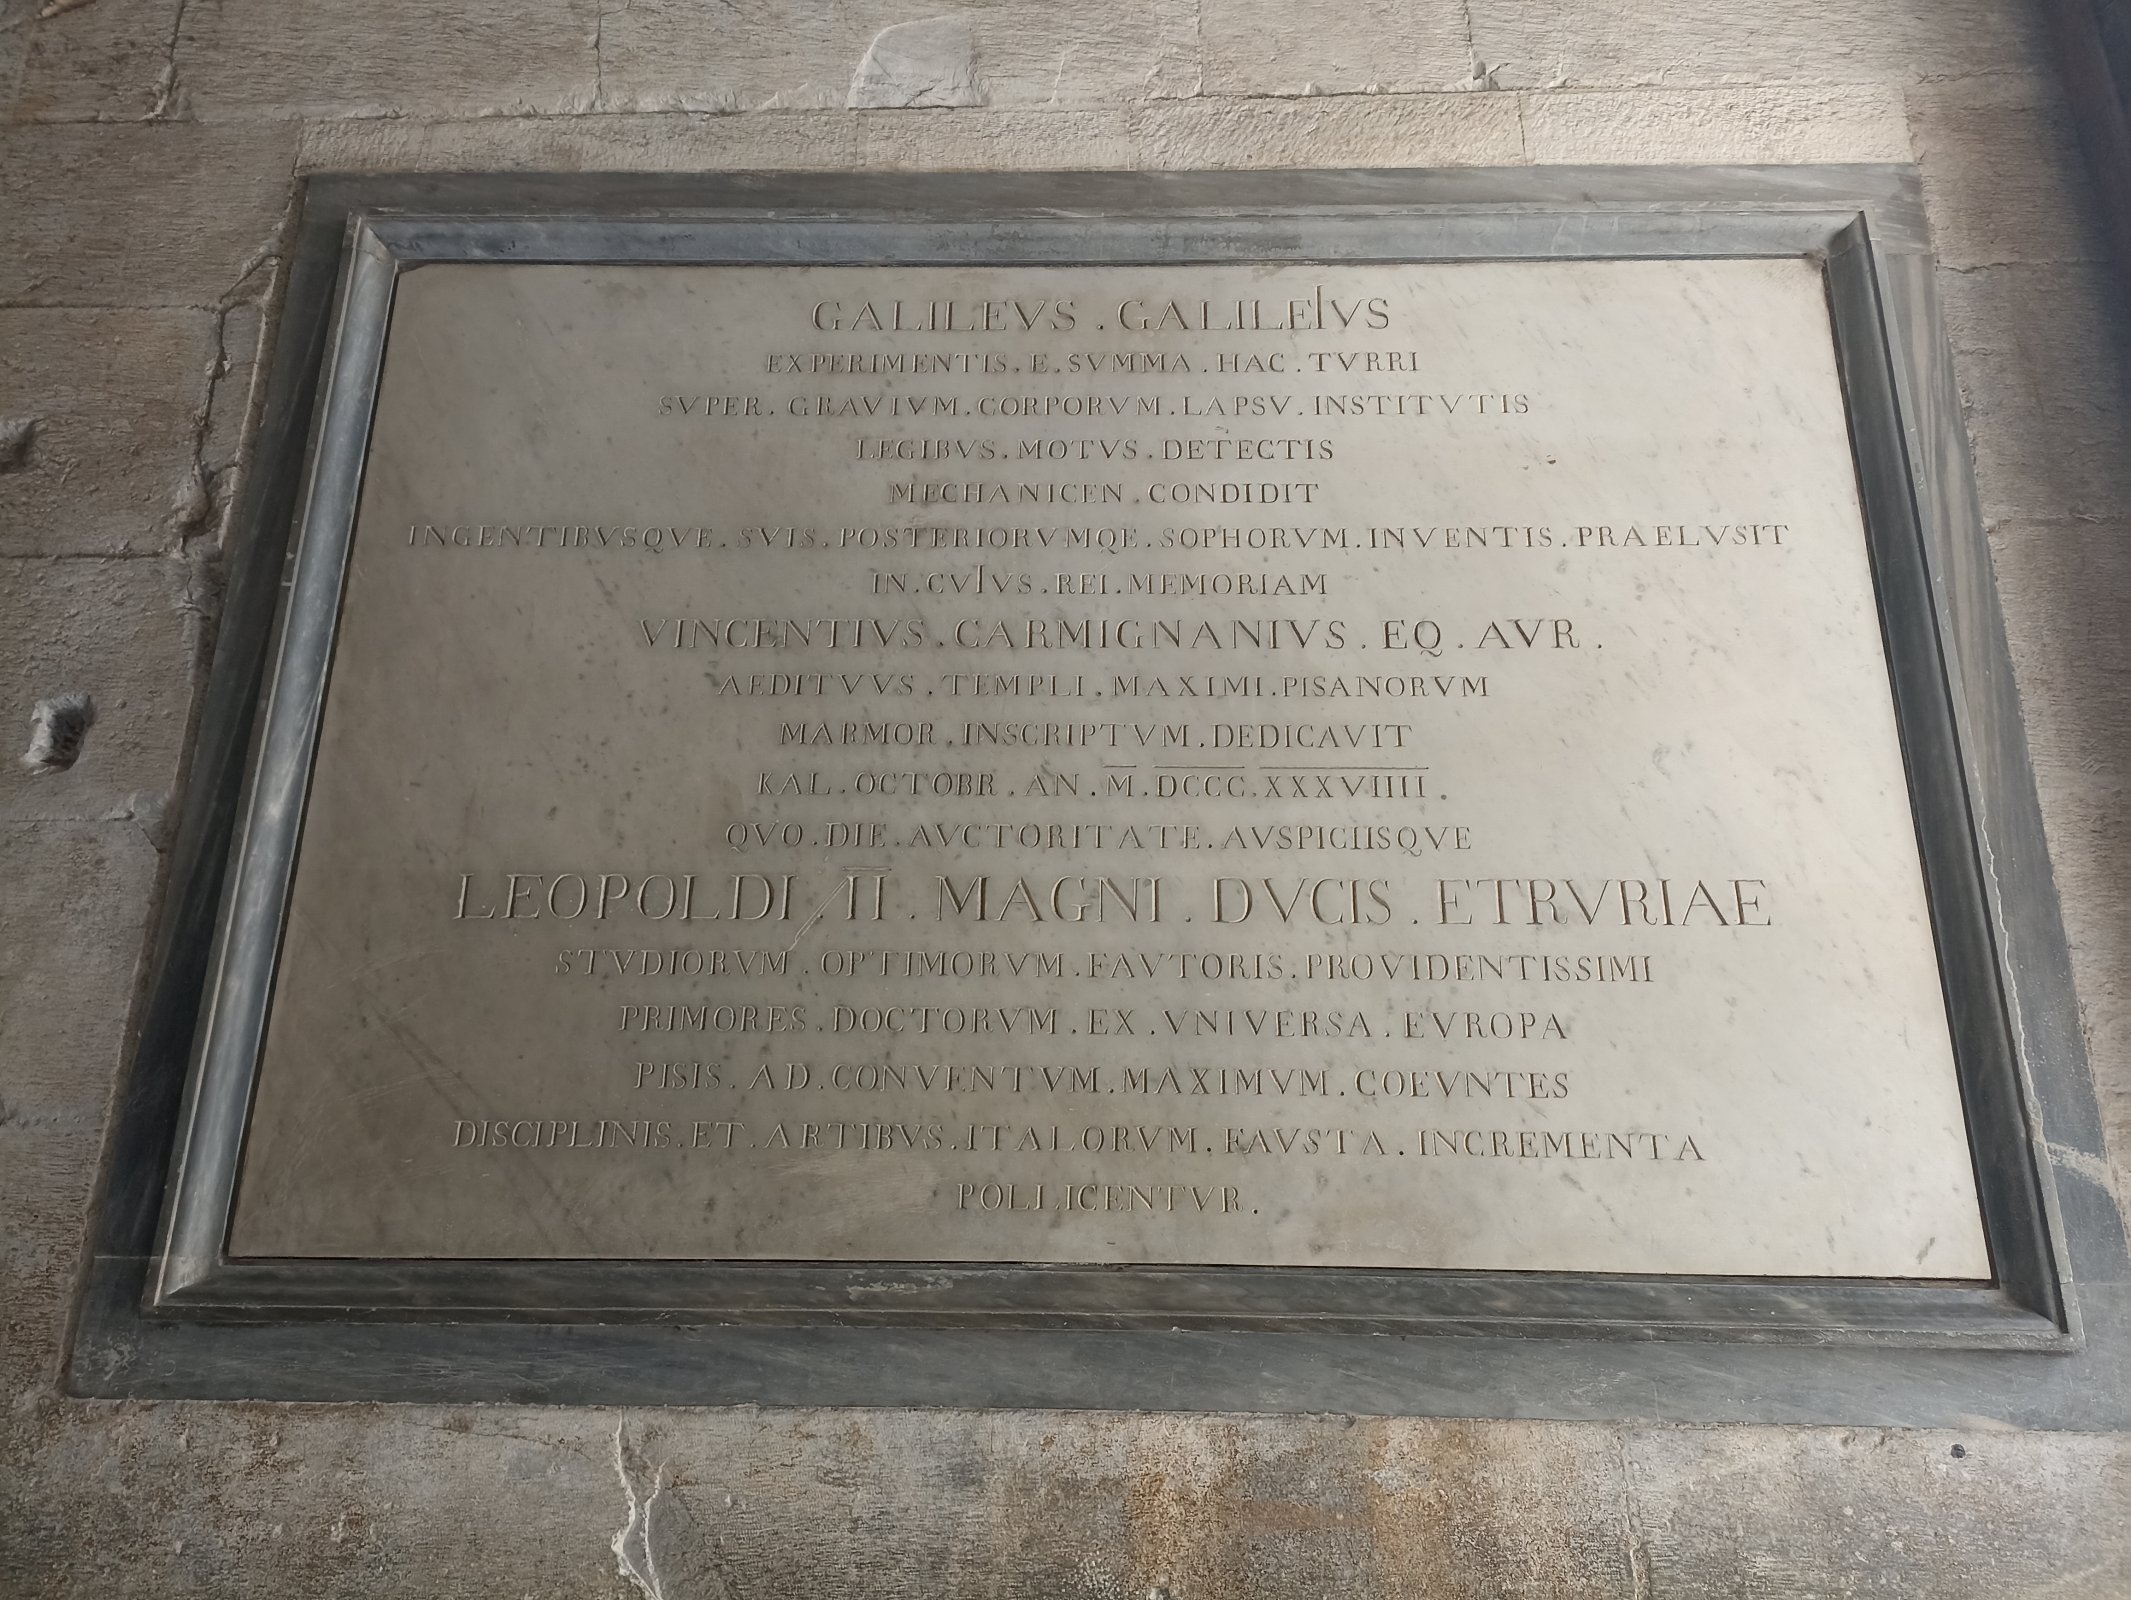 GALILEVS . GALILEIVS
EXPERIMENTIS . E . SVMMA . HAC . TVRRI
SVPER . GRAVIVM . CORPORVM . LAPSV . INSTITVTIS
LEGIBVS . MOTVS . DETECTIS
MECHANICEN . CONDIDIT
INGENTIBVSQVE . SVIS . POSTERIORVMQE . SOPHORVM . INVENTIS . PRAELVSIT
IN . CVIVS . REI . MEMORIAM
VINCENTIVS . CARMIGNANIVS . EQ . AVR .
AEDITVVS . TEMPLI . MAXIMI . PISANORVM
MARMOR . INSCRIPTVM . DEDICAVIT
KAL . OCTOBR . AN . M̅ . D̅C̅C̅C̅ . X̅X̅X̅V̅I̅I̅I̅I̅ .
QVO . DIE . AVCTORITATE . AVSPICIISQVE
LEOPOLDI . I̅I̅ . MAGNI . DVCIS . ETRVRIAE
STVDIORVM . OPTIMORVM . FAVTORIS . PROVIDENTISSIMI
PRIMORES . DOCTORVM . EX . VNIVERSA . EVROPA
PISIS . AD . CONVENTVM . MAXIMVM . COEVNTES
DISCIPLINIS . ET . ARTIBVS . ITALORVM . FAVSTA . INCREMENTA
POLLICENTVR .